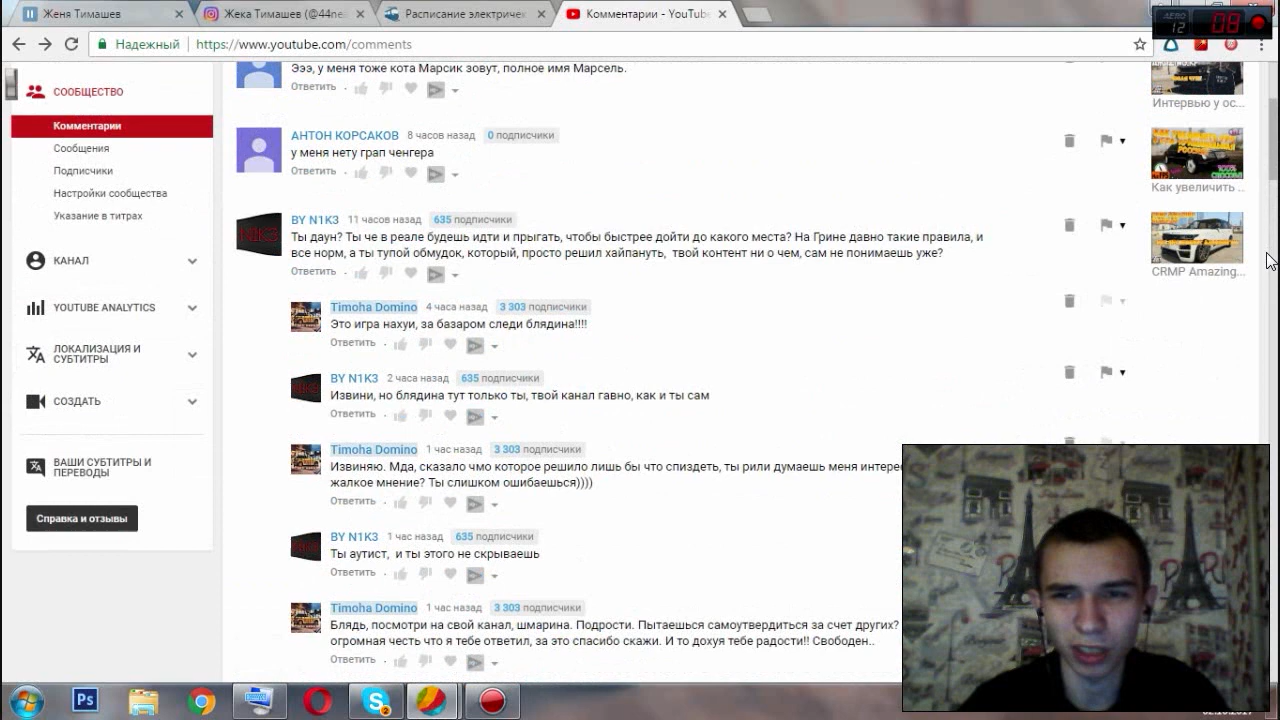 Женя Тимашев
Жека Тимашев (@44ne
Расписание электриче
Комментарии - YouTub
AERO
12
08
Надежный
https://www.youtube.com/comments
СООБЩЕСТВО
Комментарии
Сообщения
Подписчики
Настройки сообщества
Указание в титрах
КАНАЛ
YOUTUBE ANALYTICS
ЛОКАЛИЗАЦИЯ И
СУБТИТРЫ
СОЗДАТЬ
ВАШИ СУБТИТРЫ И
ПЕРЕВОДЫ
Справка и отзывы
Эээ, у меня тоже кота Марсик зовут, полное имя Марсель.
Ответить
АНТОН КОРСАКОВ 8 часов назад 0 подписчики
у меня нету грап ченгера
Ответить
BY N1K3 11 часов назад 635 подписчики
Ты даун? Ты че в реале будешь идти и прыгать, чтобы быстрее дойти до какого места? На Грине давно такие правила, и
все норм, а ты тупой обмудок, который, просто решил хайпануть, твой контент ни о чем, сам не понимаешь уже?
Ответить
Timoha Domino 4 часа назад 3 303 подписчики
Это игра нахуи, за базаром следи блядина!!!!
Ответить
BY N1K3 2 часа назад 635 подписчики
Извини, но блядина тут только ты, твой канал гавно, как и ты сам
Ответить
Timoha Domino 1 час назад 3 303 подписчики
Извиняю. Мда, сказало чмо которое решило лишь бы что спиздеть, ты рили думаешь меня интерес
жалкое мнение? Ты слишком ошибаешься))))
Ответить
BY N1K3 1 час назад 635 подписчики
Ты аутист, и ты этого не скрываешь
Ответить
Timoha Domino 1 час назад 3 303 подписчики
Блядь, посмотри на свой канал, шмарина. Подрости. Пытаешься самоутвердиться за счет других?
огромная честь что я тебе ответил, за это спасибо скажи. И то дохуя тебе радости!! Свободен..
Ответить
Интервью у ос...
Как увеличить ..
CRMP Amazing...
Ps